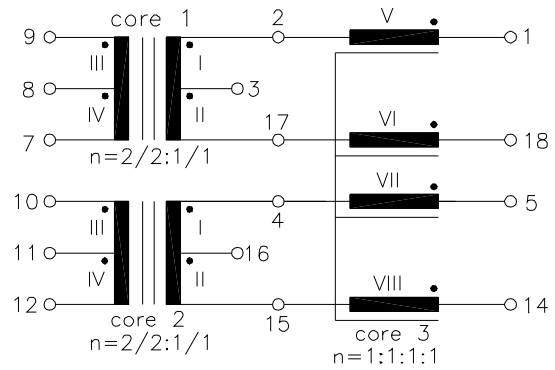 core 1
2
V
9
1
III
I
8
3
IV
II
VI
17
7
18
n=2/2:1/1
VII
10
4
5
III
I
11
16
IV
II
VIII
12
15
14
core 2
core 3
n=2/2:1/1
n=1:1:1:1